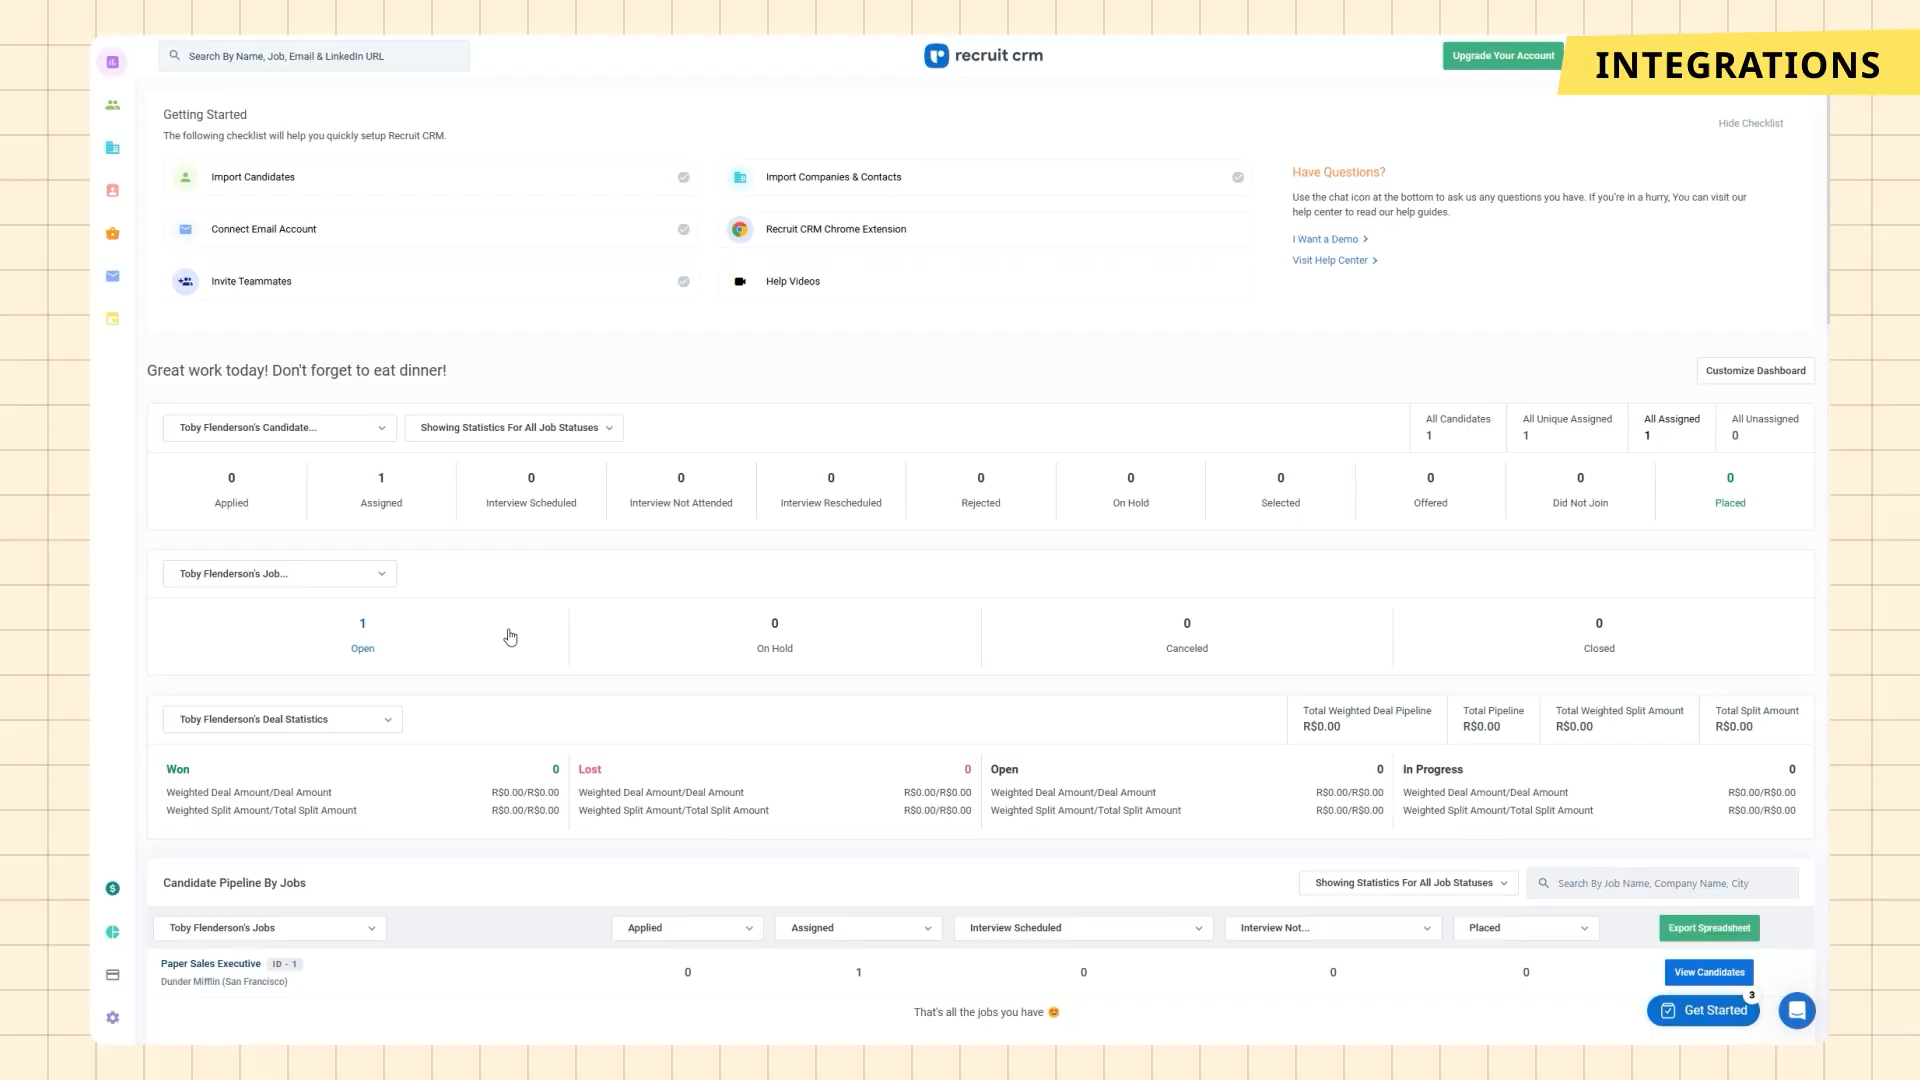 Search By Name, Job, Email & LinkedIn URL
recruit crm
Upgrade Your Account
INTEGRATIONS
Getting Started
The following checklist will help you quickly setup Recruit CRM.
Hide Checklist
Import Candidates
Import Companies & Contacts
Connect Email Account
Recruit CRM Chrome Extension
Invite Teammates
Help Videos
Have Questions?
Use the chat icon at the bottom to ask us any questions you have. If you're in a hurry, You can visit our
help center to read our help guides.
I Want a Demo
Visit Help Center
Great work today! Don't forget to eat dinner!
Customize Dashboard
Toby Flenderson's Candidate...
Showing Statistics For All Job Statuses
All Candidates
1
All Unique Assigned
1
All Assigned
1
All Unassigned
0
0
Applied
1
Assigned
0
Interview Scheduled
0
Interview Not Attended
0
Interview Rescheduled
0
Rejected
0
On Hold
0
Selected
0
Offered
0
Did Not Join
0
Placed
Toby Flenderson's Job...
1
Open
0
On Hold
0
Canceled
0
Closed
Toby Flenderson's Deal Statistics
Total Weighted Deal Pipeline
R$0.00
Total Pipeline
R$0.00
Total Weighted Split Amount
R$0.00
Total Split Amount
R$0.00
Won 0
Weighted Deal Amount/Deal Amount R$0.00/R$0.00
Weighted Split Amount/Total Split Amount R$0.00/R$0.00
Lost 0
Weighted Deal Amount/Deal Amount R$0.00/R$0.00
Weighted Split Amount/Total Split Amount R$0.00/R$0.00
Open 0
Weighted Deal Amount/Deal Amount R$0.00/R$0.00
Weighted Split Amount/Total Split Amount R$0.00/R$0.00
In Progress 0
Weighted Deal Amount/Deal Amount R$0.00/R$0.00
Weighted Split Amount/Total Split Amount R$0.00/R$0.00
Candidate Pipeline By Jobs
Showing Statistics For All Job Statuses
Search By Job Name, Company Name, City
Toby Flenderson's Jobs
Applied
Assigned
Interview Scheduled
Interview Not...
Placed
Export Spreadsheet
Paper Sales Executive ID - 1
Dunder Mifflin (San Francisco)
0
1
0
0
0
View Candidates
That's all the jobs you have 😊
3
Get Started